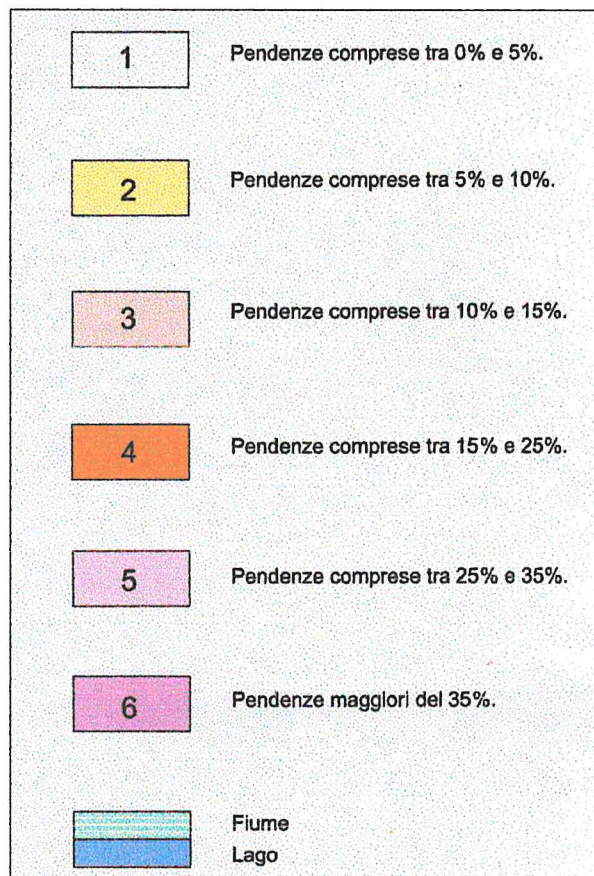 1 Pendenze comprese tra 0% e 5%.
2 Pendenze comprese tra 5% e 10%.
3 Pendenze comprese tra 10% e 15%.
4 Pendenze comprese tra 15% e 25%.
5 Pendenze comprese tra 25% e 35%.
6 Pendenze maggiori del 35%.
Fiume
Lago